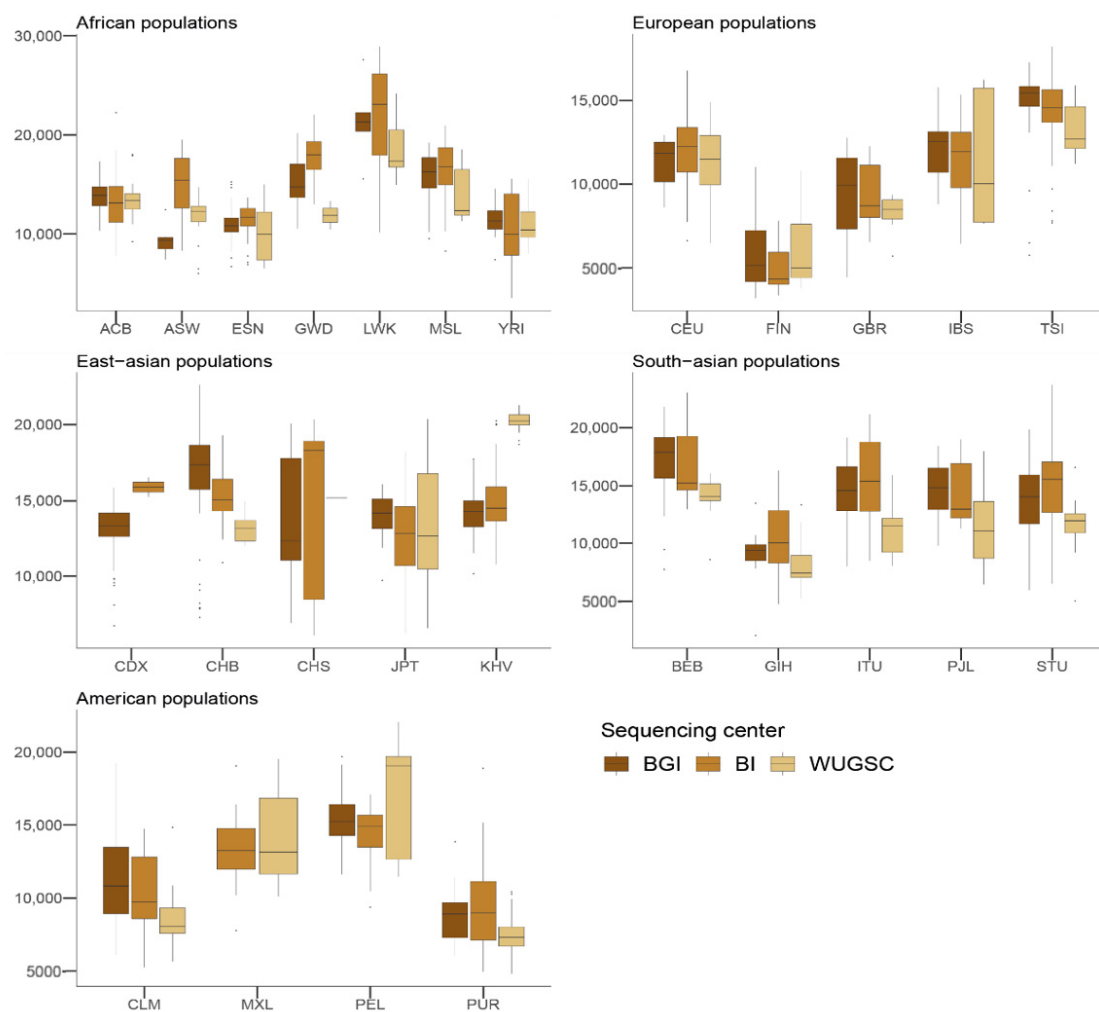 African populations
30,000
20,000
10,000
ACB ASW ESN GWD LWK MSL YRI
European populations
15,000
10,000
5000
CEU FIN GBR IBS TSI
East−asian populations
20,000
15,000
10,000
CDX CHB CHS JPT KHV
South−asian populations
20,000
15,000
10,000
5000
BEB GIH ITU PJL STU
American populations
20,000
15,000
10,000
5000
CLM MXL PEL PUR
Sequencing center
BGI BI WUGSC